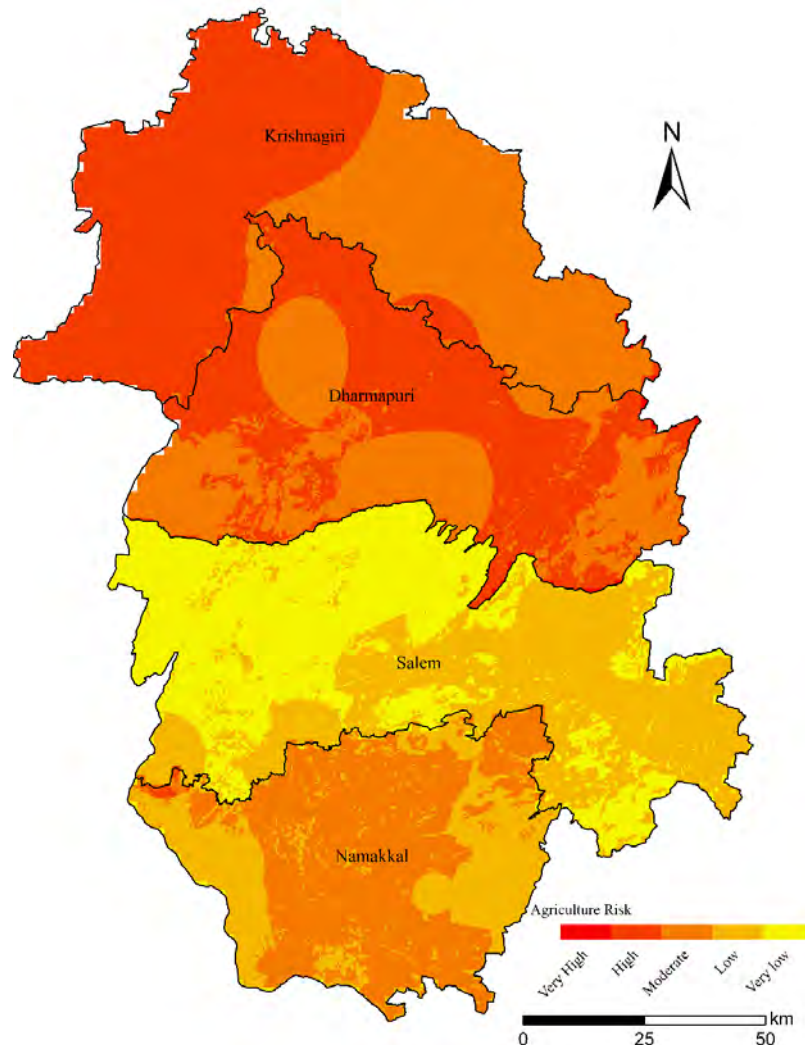 N
Krishnagiri
Dharmapuri
Salem
Namakkal
Agriculture Risk
Very High
High
Moderate
Low
Very low
km
0
25
50